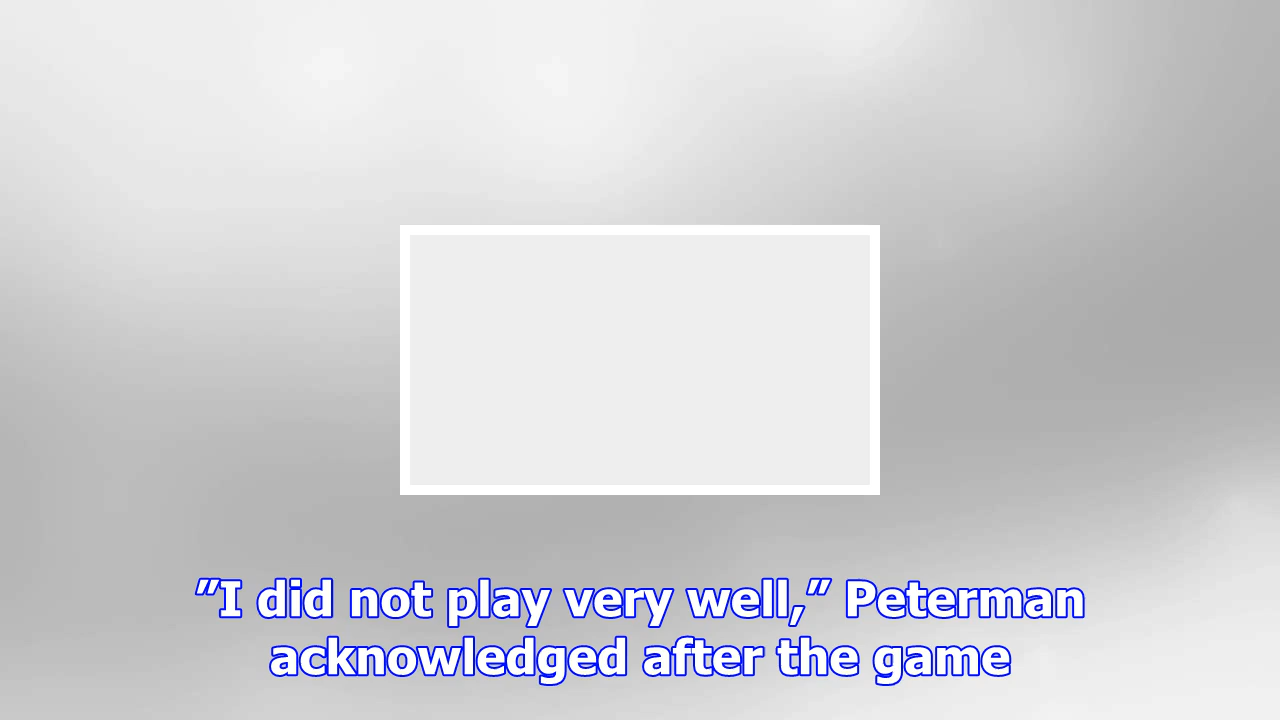 "I did not play very well," Peterman
acknowledged after the game